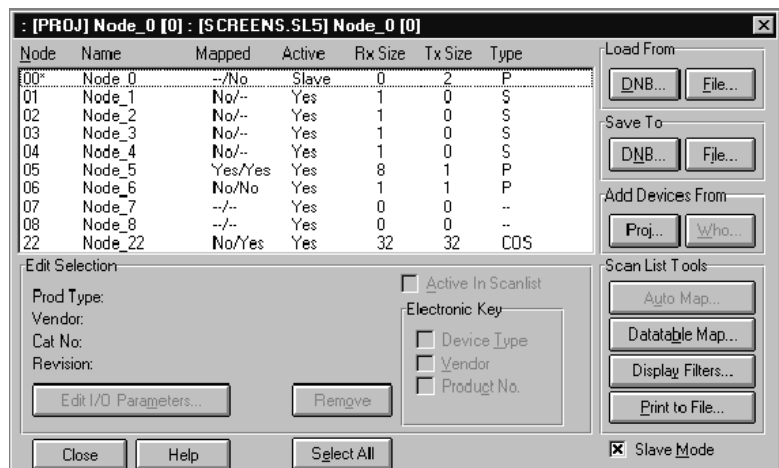 : [PROJ] Node_0 [0] : [SCREENS.SL5] Node_0 [0]
Node Name Mapped Active Rx Size Tx Size Type
00* Node_0 --/No Slave 0 2 P
01 Node_1 No/-- Yes 1 0 S
02 Node_2 No/-- Yes 1 0 S
03 Node_3 No/-- Yes 1 0 S
04 Node_4 No/-- Yes 1 0 S
05 Node_5 Yes/Yes Yes 8 1 P
06 Node_6 No/No Yes 1 1 P
07 Node_7 --/-- Yes 0 0 --
08 Node_8 --/-- Yes 0 0 --
22 Node_22 No/Yes Yes 32 32 COS
Load From
DNB... File...
Save To
DNB... File...
Add Devices From
Proj... Who...
Edit Selection
Prod Type:
Vendor:
Cat No:
Revision:
Edit I/O Parameters... Remove
Active In Scanlist
Electronic Key
Device Type
Vendor
Product No.
Scan List Tools
Auto Map...
Datatable Map...
Display Filters...
Print to File...
Close Help Select All
Slave Mode